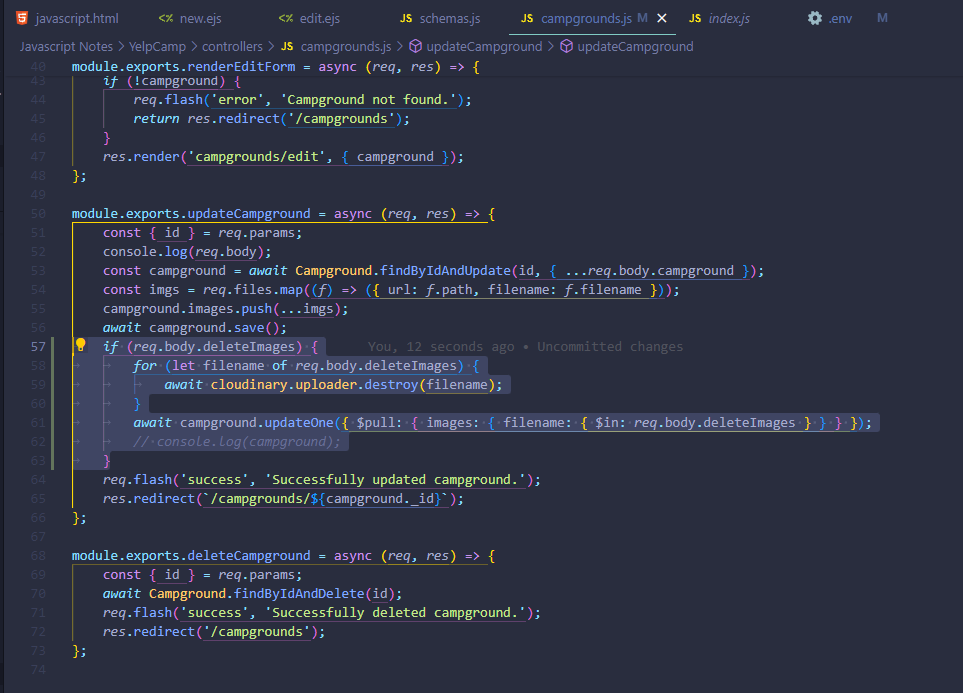 javascript.html <> new.ejs <> edit.ejs JS schemas.js JS campgrounds.js M × JS index.js .env M
Javascript Notes > YelpCamp > controllers > JS campgrounds.js > updateCampground > updateCampground
40 module.exports.renderEditForm = async (req, res) => {
43 if (!campground) {
44 req.flash('error', 'Campground not found.');
45 return res.redirect('/campgrounds');
46 }
47 res.render('campgrounds/edit', { campground });
48 };
49
50 module.exports.updateCampground = async (req, res) => {
51 const { id } = req.params;
52 console.log(req.body);
53 const campground = await Campground.findByIdAndUpdate(id, { ...req.body.campground });
54 const imgs = req.files.map((f) => ({ url: f.path, filename: f.filename }));
55 campground.images.push(...imgs);
56 await campground.save();
57 if (req.body.deleteImages) { You, 12 seconds ago • Uncommitted changes
58 for (let filename of req.body.deleteImages) {
59 await cloudinary.uploader.destroy(filename);
60 }
61 await campground.updateOne({ $pull: { images: { filename: { $in: req.body.deleteImages } } } });
62 // console.log(campground);
63 }
64 req.flash('success', 'Successfully updated campground.');
65 res.redirect(`/campgrounds/${campground._id}`);
66 };
67
68 module.exports.deleteCampground = async (req, res) => {
69 const { id } = req.params;
70 await Campground.findByIdAndDelete(id);
71 req.flash('success', 'Successfully deleted campground.');
72 res.redirect('/campgrounds');
73 };
74